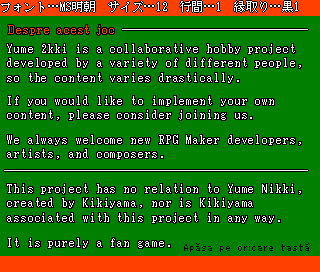 フォント…MS明朝　サイズ…12　行間…1　縁取り…黒1
Despre acest joc
Yume 2kki is a collaborative hobby project
developed by a variety of different people,
so the content varies drastically.
If you would like to implement your own
content, please consider joining us.
We always welcome new RPG Maker developers,
artists, and composers.
This project has no relation to Yume Nikki,
created by Kikiyama, nor is Kikiyama
associated with this project in any way.
It is purely a fan game.
Apăsa pe oricare tastă